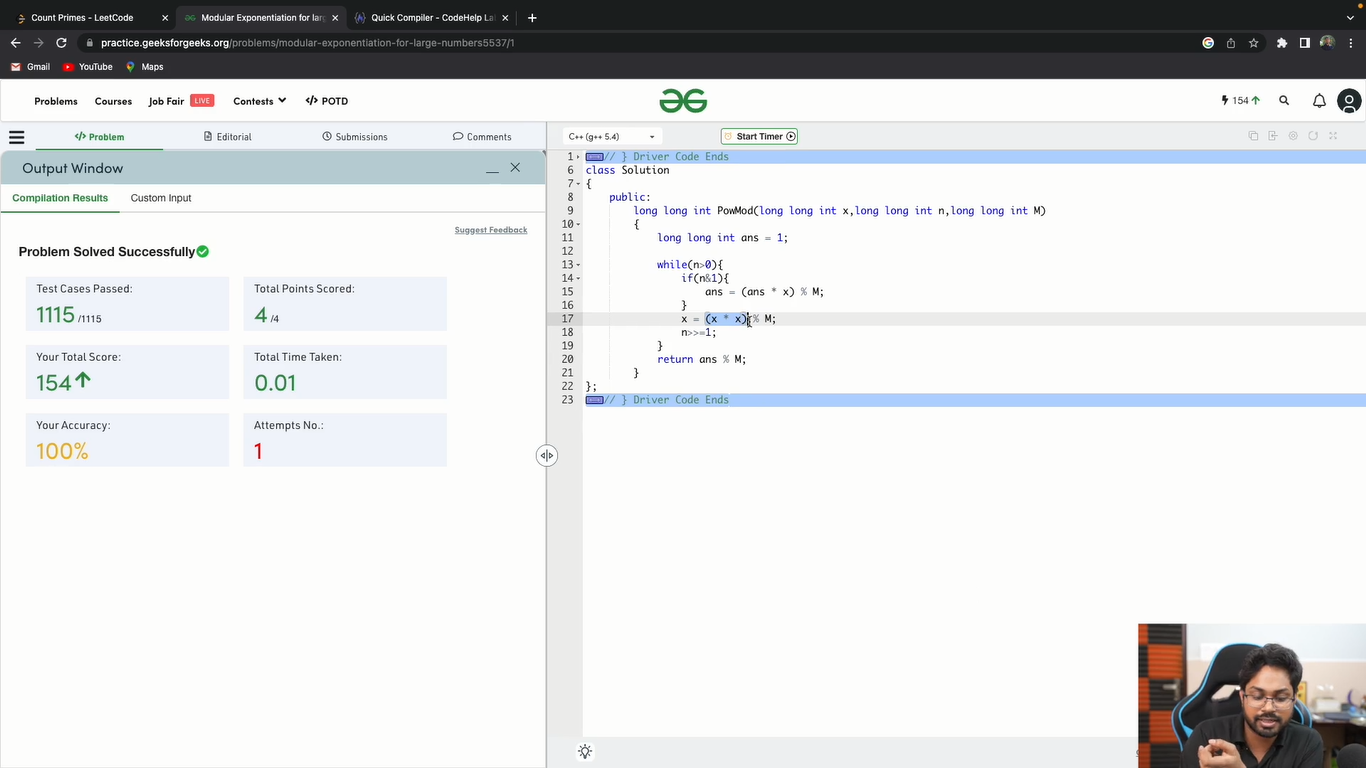 Count Primes - LeetCode
Modular Exponentiation for lar
Quick Compiler - CodeHelp La
practice.geeksforgeeks.org/problems/modular-exponentiation-for-large-numbers5537/1
Gmail YouTube Maps
Problems Courses Job Fair LIVE Contests </> POTD
154
</> Problem Editorial Submissions Comments
C++ (g++ 5.4)
Start Timer
Output Window
Compilation Results Custom Input
Suggest Feedback
Problem Solved Successfully
Test Cases Passed:
1115 /1115
Total Points Scored:
4 /4
Your Total Score:
154
Total Time Taken:
0.01
Your Accuracy:
100%
Attempts No.:
1
1 // } Driver Code Ends
6 class Solution
7 {
8 public:
9 long long int PowMod(long long int x,long long int n,long long int M)
10 {
11 long long int ans = 1;
12
13 while(n>0){
14 if(n&1){
15 ans = (ans * x) % M;
16 }
17 x = (x * x) % M;
18 n>>=1;
19 }
20 return ans % M;
21 }
22 };
23 // } Driver Code Ends